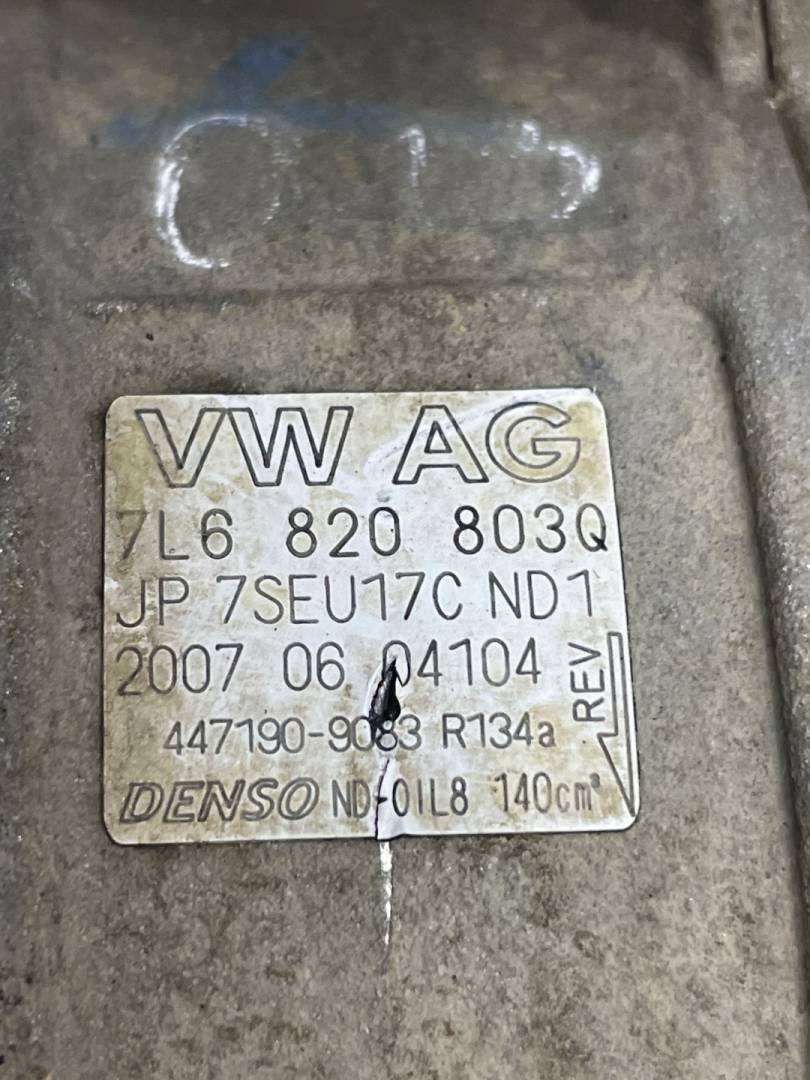 VW AG
7L6 820 803Q
JP 7SEU17C ND1
2007 06 04104
447190-9083 R134a
REV
DENSO ND-OIL8 140cm³